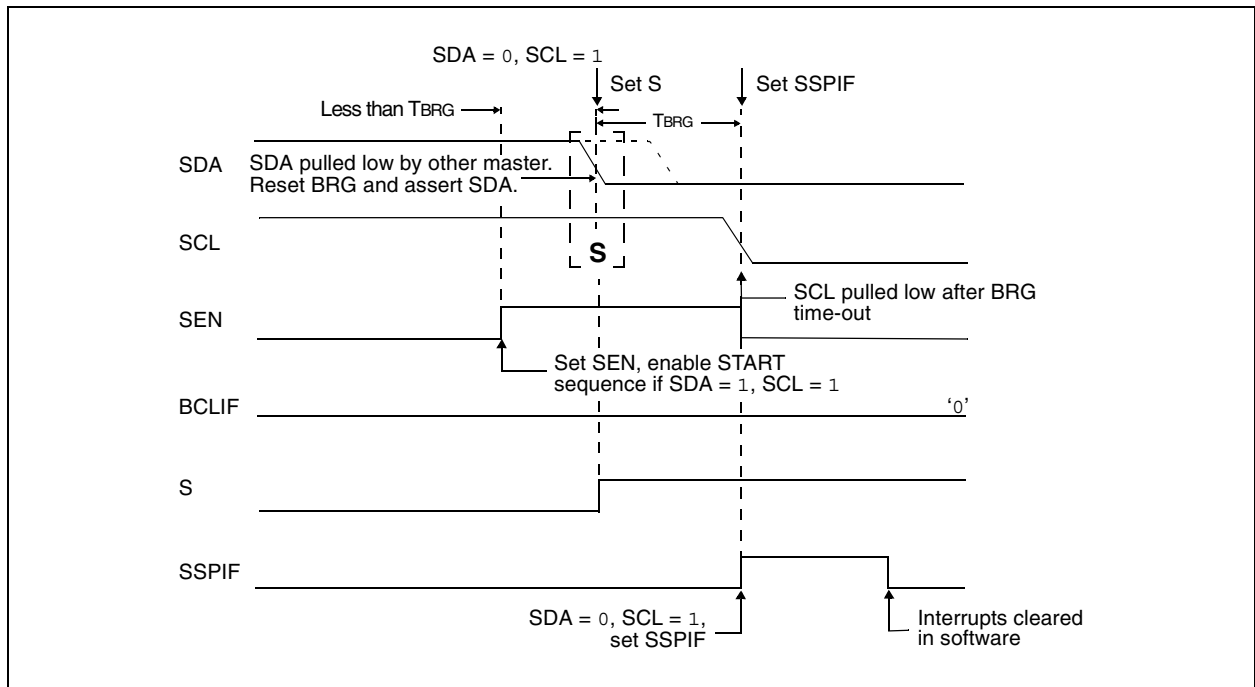 SDA = 0, SCL = 1
Set S
Set SSPIF
Less than TBRG
TBRG
SDA
SDA pulled low by other master.
Reset BRG and assert SDA.
SCL
S
SCL pulled low after BRG
time-out
SEN
Set SEN, enable START
sequence if SDA = 1, SCL = 1
BCLIF
‘0’
S
SSPIF
SDA = 0, SCL = 1,
set SSPIF
Interrupts cleared
in software